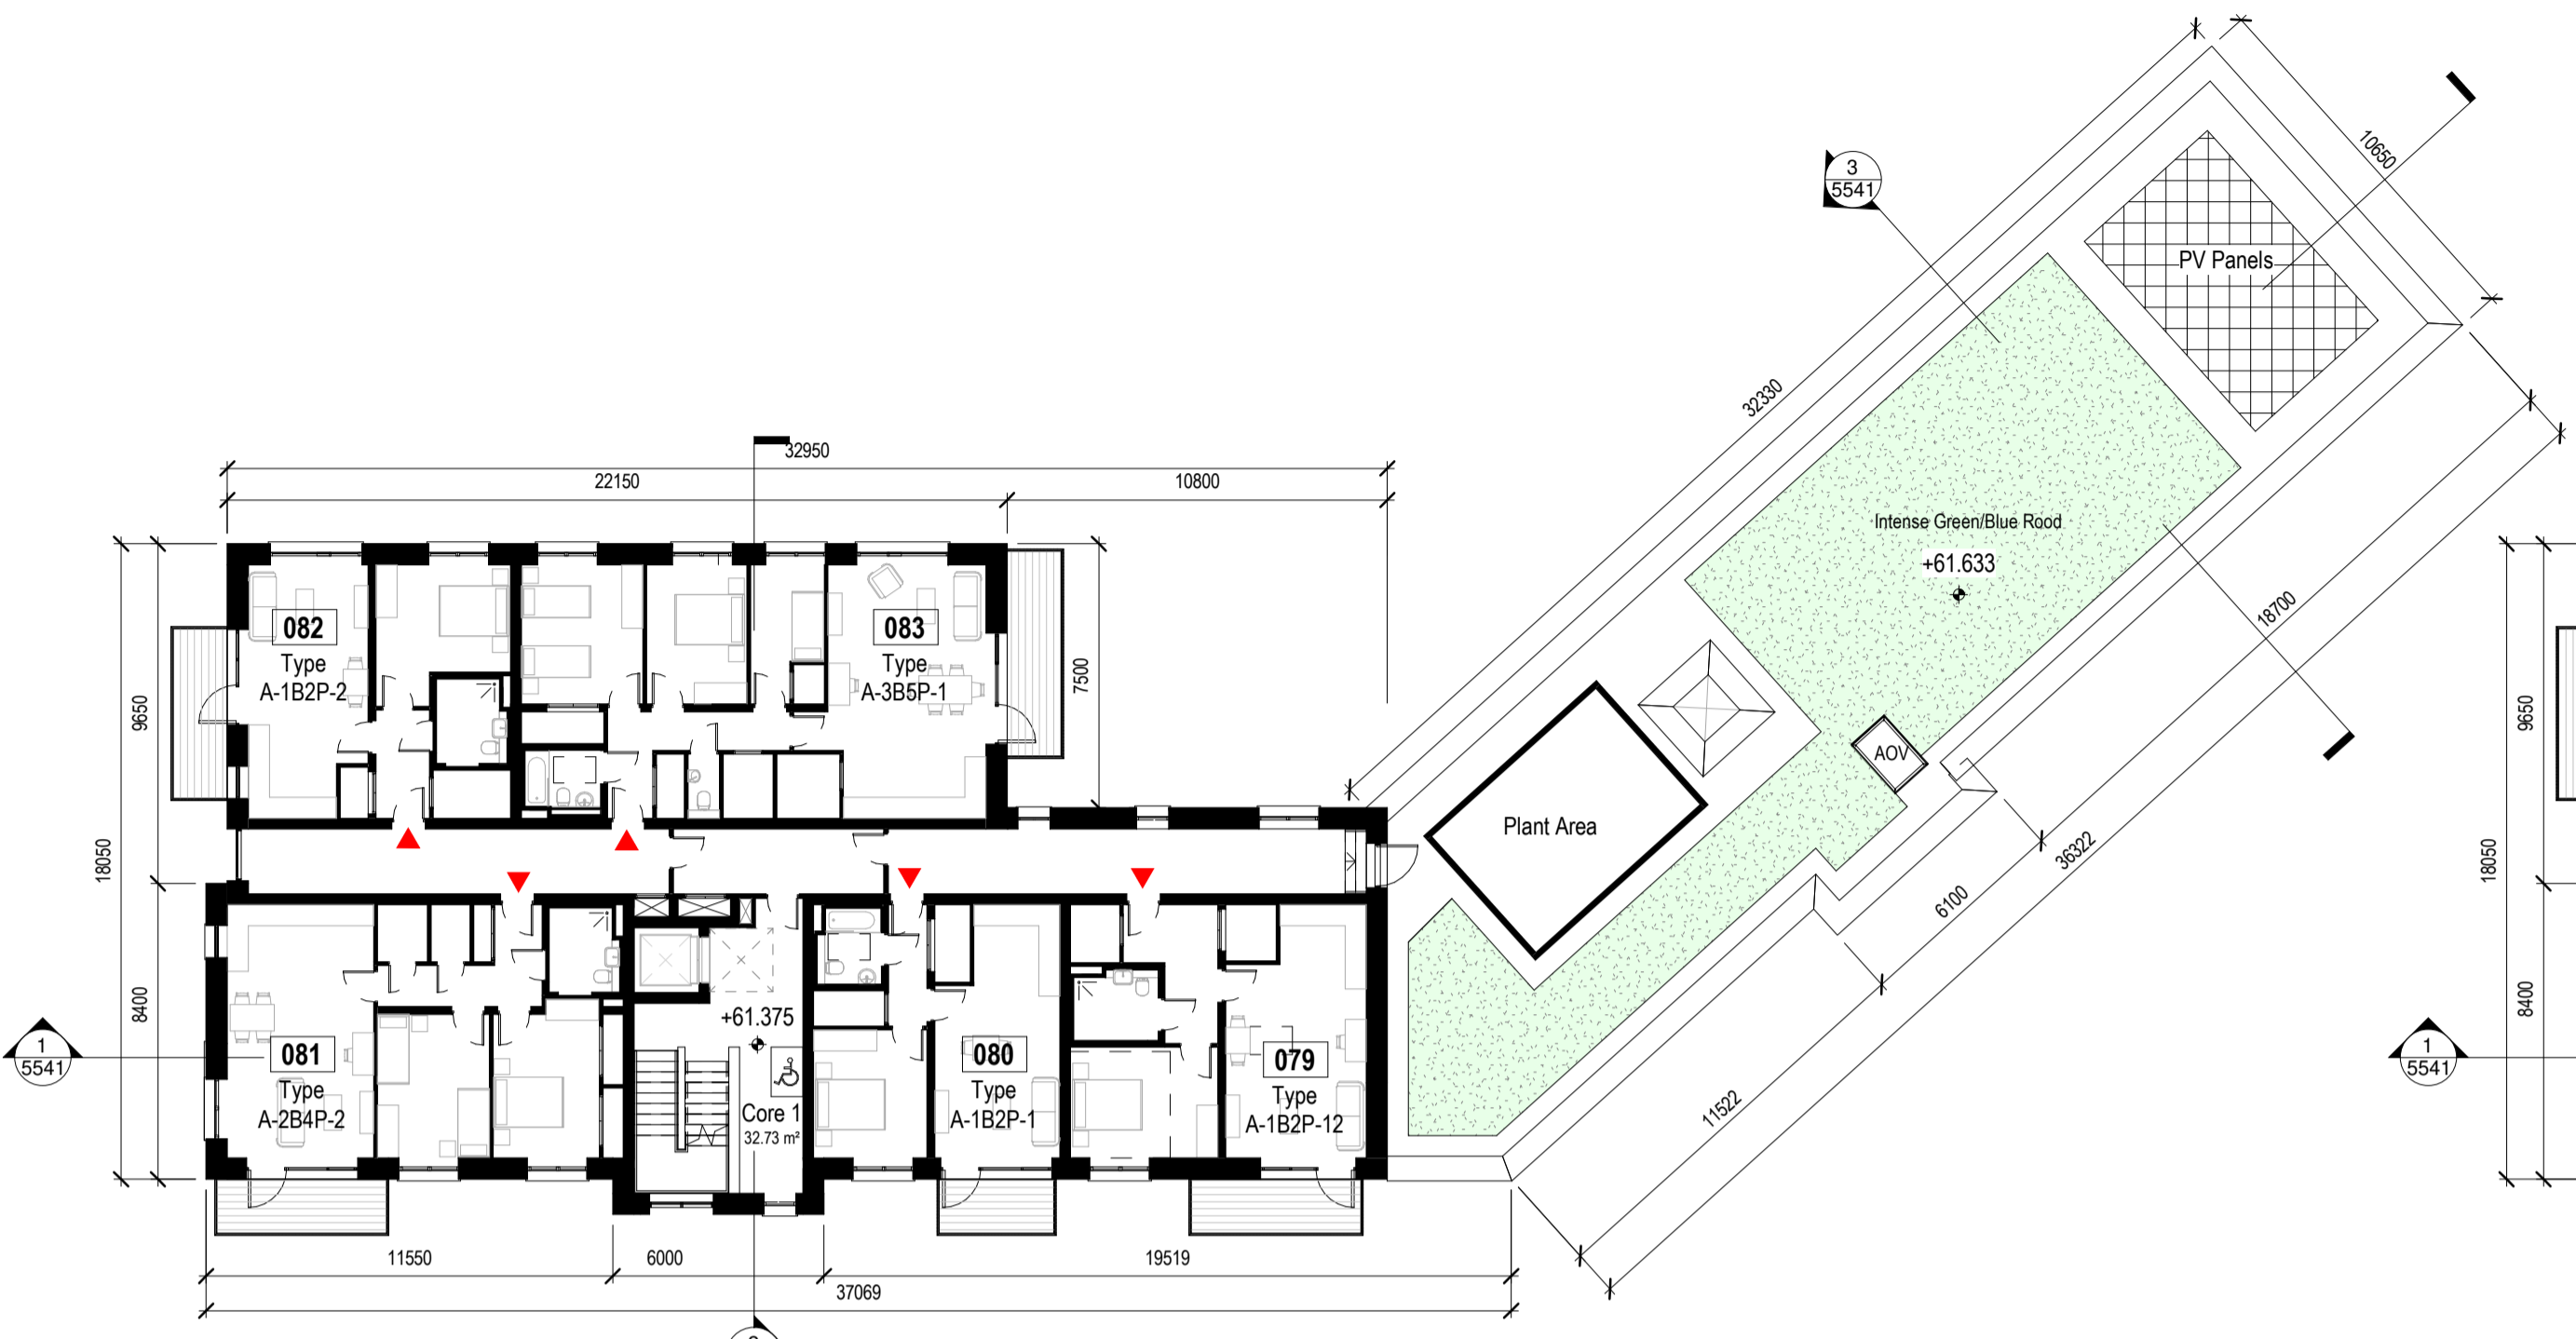 3
5541
10650
PV Panels
32330
32950
22150
10800
Intense Green/Blue Rood
+61.633
18700
082
Type
A-1B2P-2
083
Type
A-3B5P-1
7500
9650
18050
AOV
Plant Area
36322
6100
9650
18050
8400
1
5541
081
Type
A-2B4P-2
+61.375
Core 1
32.73 m²
080
Type
A-1B2P-1
079
Type
A-1B2P-12
11522
8400
1
5541
11550
6000
19519
37069